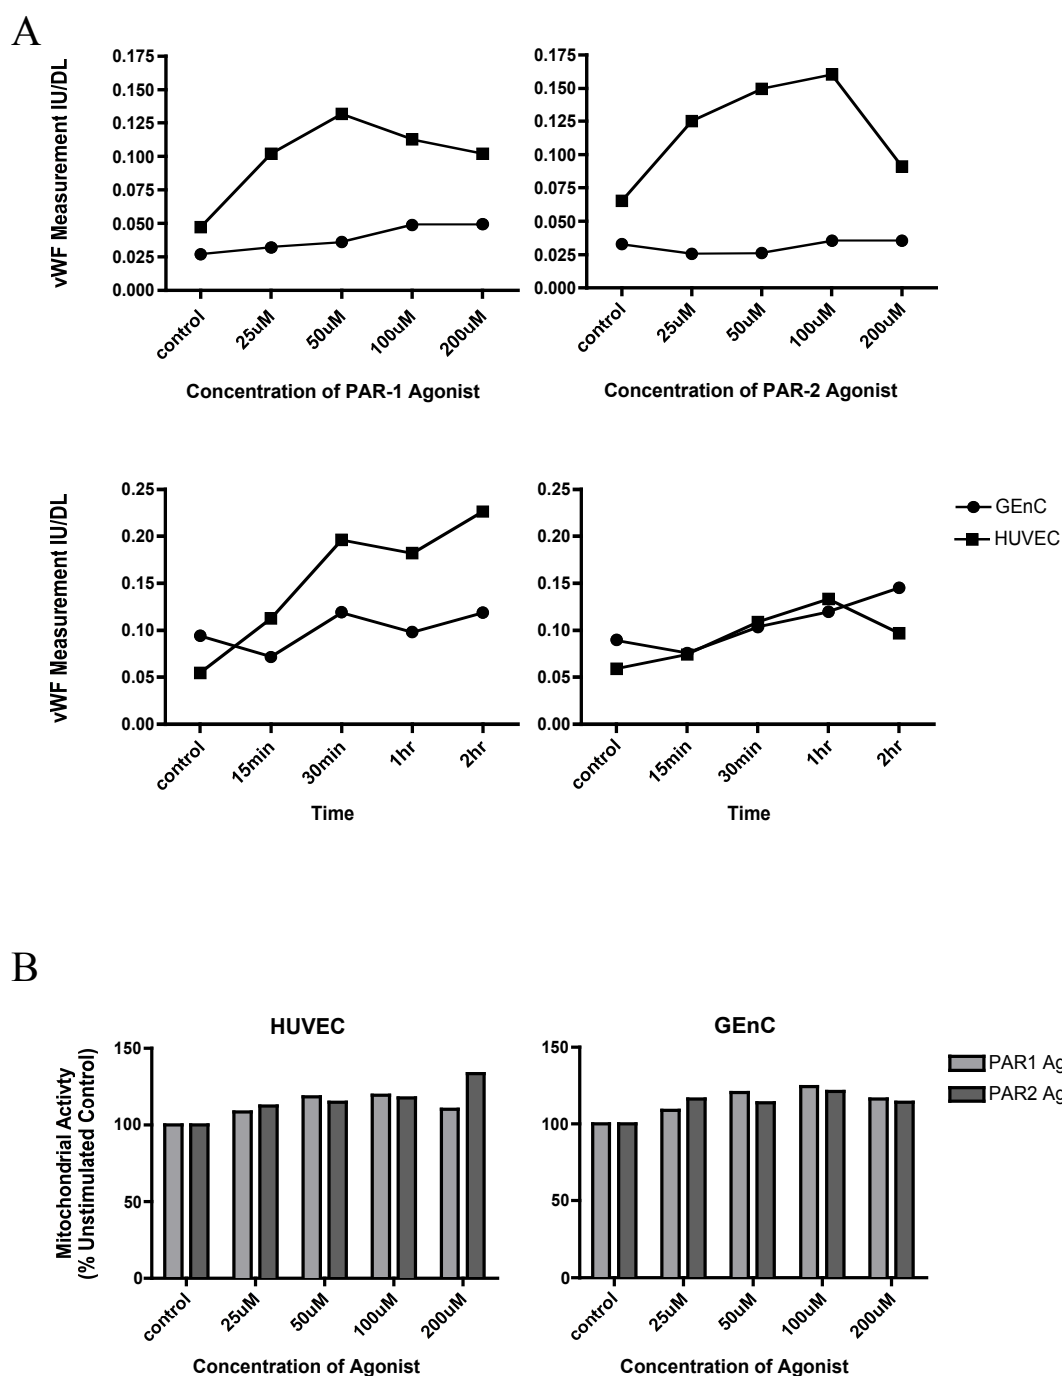 A
vWF Measurement IU/DL
0.175
0.150
0.125
0.100
0.075
0.050
0.025
0.000
control
25uM
50uM
100uM
200uM
Concentration of PAR-1 Agonist
0.175
0.150
0.125
0.100
0.075
0.050
0.025
0.000
control
25uM
50uM
100uM
200uM
Concentration of PAR-2 Agonist
vWF Measurement IU/DL
0.25
0.20
0.15
0.10
0.05
0.00
control
15min
30min
1hr
2hr
Time
0.25
0.20
0.15
0.10
0.05
0.00
control
15min
30min
1hr
2hr
Time
GEnC
HUVEC
B
HUVEC
Mitochondrial Activty
(% Unstimulated Control)
150
100
50
0
control
25uM
50uM
100uM
200uM
Concentration of Agonist
GEnC
150
100
50
0
control
25uM
50uM
100uM
200uM
Concentration of Agonist
PAR1 Ag
PAR2 Ag